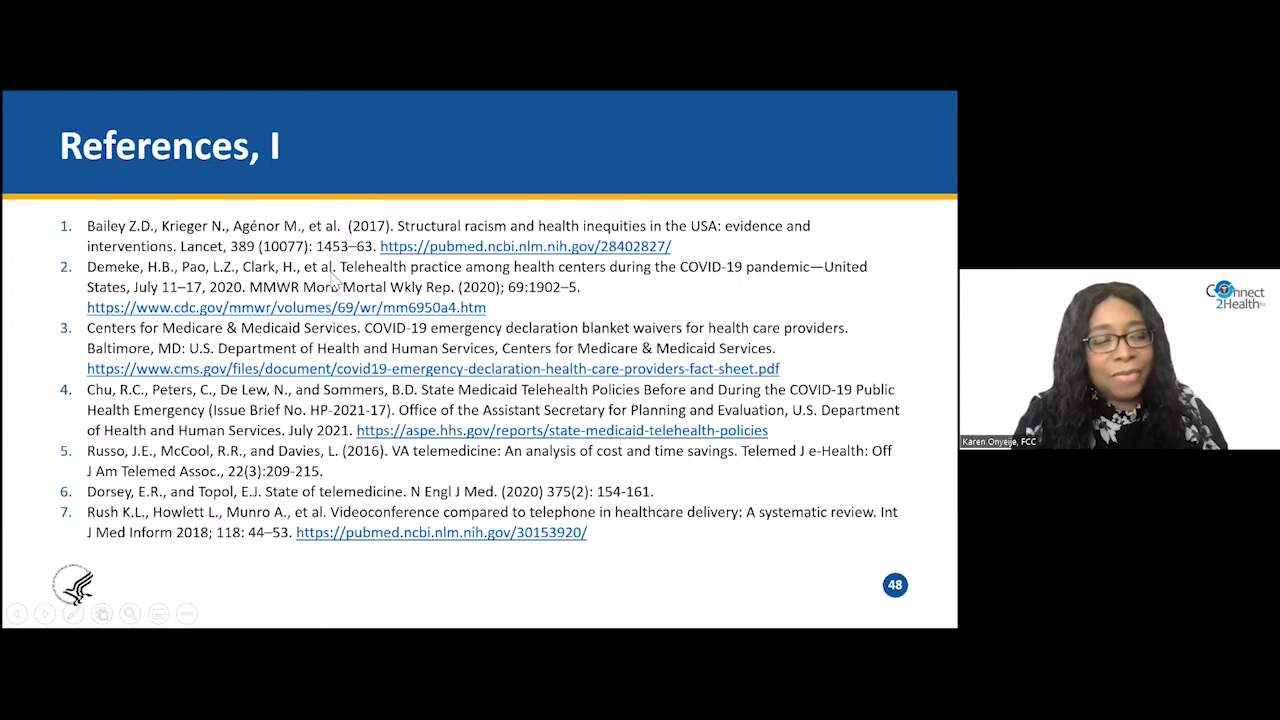 References, I
1. Bailey Z.D., Krieger N., Agénor M., et al. (2017). Structural racism and health inequities in the USA: evidence and
interventions. Lancet, 389 (10077): 1453–63. https://pubmed.ncbi.nlm.nih.gov/28402827/
2. Demeke, H.B., Pao, L.Z., Clark, H., et al. Telehealth practice among health centers during the COVID-19 pandemic—United
States, July 11–17, 2020. MMWR Morb Mortal Wkly Rep. (2020); 69:1902–5.
https://www.cdc.gov/mmwr/volumes/69/wr/mm6950a4.htm
3. Centers for Medicare & Medicaid Services. COVID-19 emergency declaration blanket waivers for health care providers.
Baltimore, MD: U.S. Department of Health and Human Services, Centers for Medicare & Medicaid Services.
https://www.cms.gov/files/document/covid19-emergency-declaration-health-care-providers-fact-sheet.pdf
4. Chu, R.C., Peters, C., De Lew, N., and Sommers, B.D. State Medicaid Telehealth Policies Before and During the COVID-19 Public
Health Emergency (Issue Brief No. HP-2021-17). Office of the Assistant Secretary for Planning and Evaluation, U.S. Department
of Health and Human Services. July 2021. https://aspe.hhs.gov/reports/state-medicaid-telehealth-policies
5. Russo, J.E., McCool, R.R., and Davies, L. (2016). VA telemedicine: An analysis of cost and time savings. Telemed J e-Health: Off
J Am Telemed Assoc., 22(3):209-215.
6. Dorsey, E.R., and Topol, E.J. State of telemedicine. N Engl J Med. (2020) 375(2): 154-161.
7. Rush K.L., Howlett L., Munro A., et al. Videoconference compared to telephone in healthcare delivery: A systematic review. Int
J Med Inform 2018; 118: 44–53. https://pubmed.ncbi.nlm.nih.gov/30153920/
48
Connect
2Health
Karen Onyeije, FCC